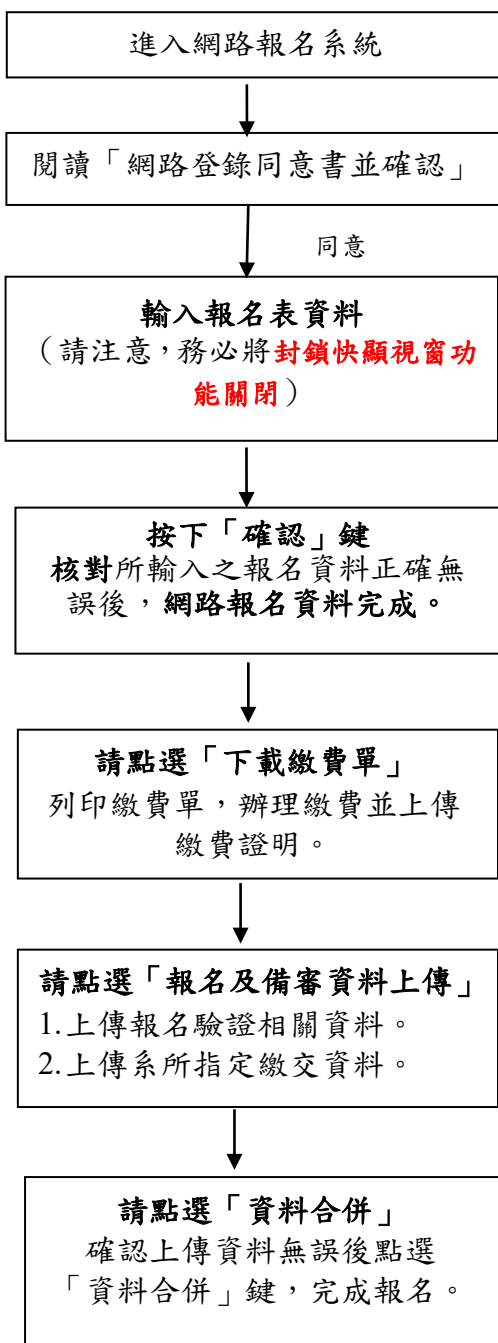 進入網路報名系統
閱讀「網路登錄同意書並確認」
同意
輸入報名表資料
（請注意，務必將封鎖快顯視窗功
能關閉）
按下「確認」鍵
核對所輸入之報名資料正確無
誤後，網路報名資料完成。
請點選「下載繳費單」
列印繳費單，辦理繳費並上傳
繳費證明。
請點選「報名及備審資料上傳」
1.上傳報名驗證相關資料。
2.上傳系所指定繳交資料。
請點選「資料合併」
確認上傳資料無誤後點選
「資料合併」鍵，完成報名。